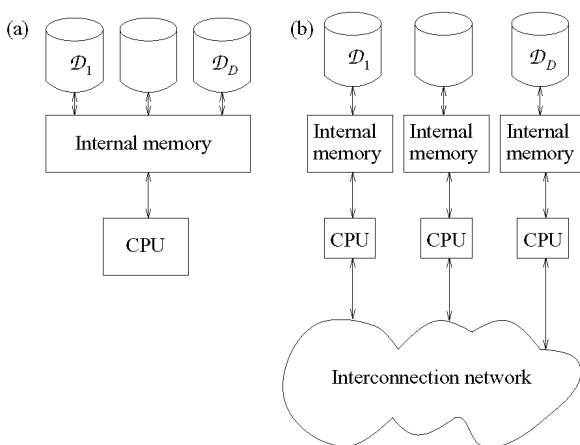 (a)
𝒟1
𝒟D
Internal memory
CPU
(b)
𝒟1
𝒟D
Internal
memory
Internal
memory
Internal
memory
CPU
CPU
CPU
Interconnection network